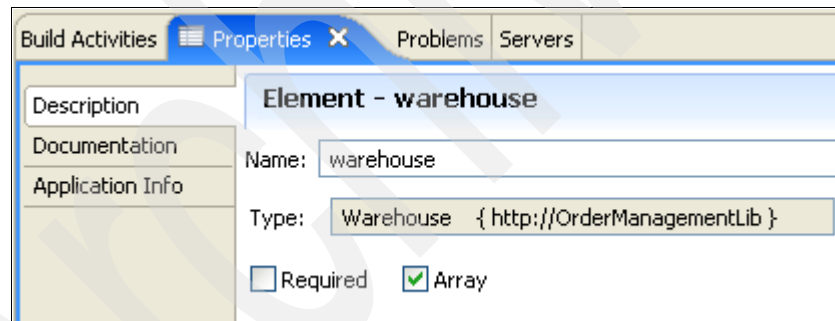 Build Activities Properties Problems Servers
Element - warehouse
Description
Documentation
Application Info
Name: warehouse
Type: Warehouse { http://OrderManagementLib }
Required Array